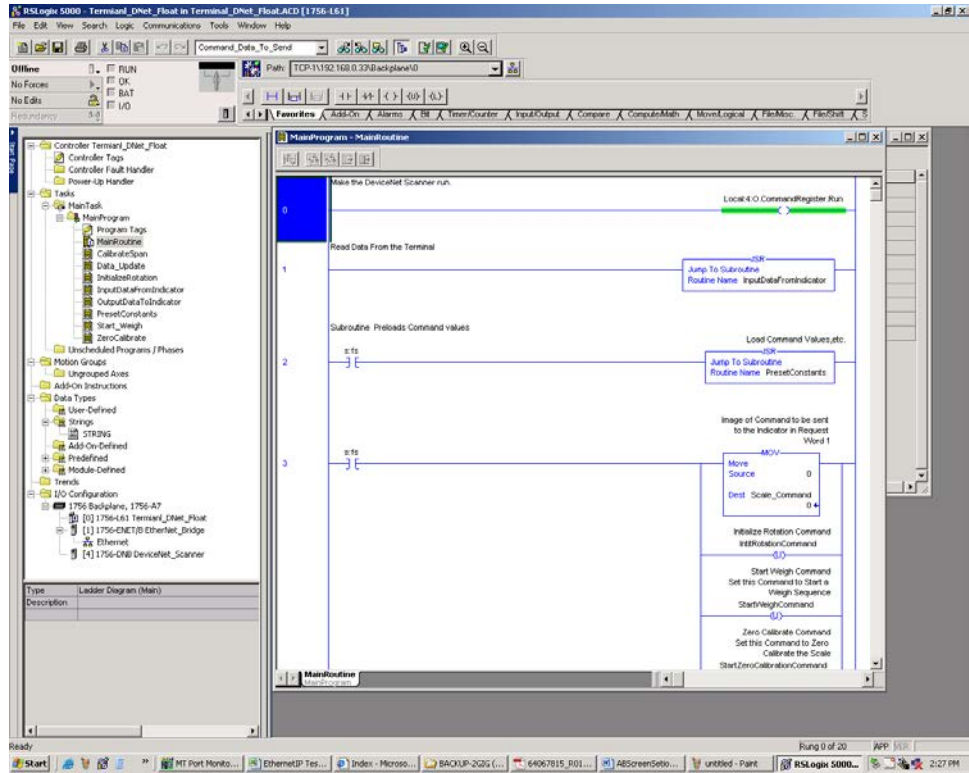 RSLogix 5000 - Termianl_DNet_Float in Terminal_DNet_Float.ACD [1756-L61]
File Edit View Search Logic Communications Tools Window Help
Command_Data_To_Send
Offline
RUN
Path: TCP-1\192.168.0.33\Backplane\0
No Forces
OK
No Edits
BAT
Redundancy
I/O
Favorites Add-On Alarms Bit Timer/Counter Input/Output Compare Compute/Math Move/Logical File/Misc. File/Shift S
Start Page
Controller Termianl_DNet_Float
Controller Tags
Controller Fault Handler
Power-Up Handler
Tasks
MainTask
MainProgram
Program Tags
MainRoutine
CalibrateSpan
Data_Update
InitializeRotation
InputDataFromIndicator
OutputDataToIndicator
PresetConstants
Start_Weigh
ZeroCalibrate
Unscheduled Programs / Phases
Motion Groups
Ungrouped Axes
Add-On Instructions
Data Types
User-Defined
Strings
STRING
Add-On-Defined
Predefined
Module-Defined
Trends
I/O Configuration
1756 Backplane, 1756-A7
[0] 1756-L61 Termianl_DNet_Float
[1] 1756-ENET/B EtherNet_Bridge
Ethernet
[4] 1756-DNB DeviceNet_Scanner
Type Ladder Diagram (Main)
Description
MainProgram - MainRoutine
Make the DeviceNet Scanner run.
Local:4:O.CommandRegister.Run
0
Read Data From the Terminal
JSR
1
Jump To Subroutine
Routine Name InputDataFromIndicator
Subroutine Preloads Command values
Load Command Values,etc.
s:fs
JSR
2
Jump To Subroutine
Routine Name PresetConstants
Image of Command to be sent
to the Indicator in Request
Word 1
s:fs
MOV
3
Move
Source 0
Dest Scale_Command
0
Initialize Rotation Command
IntitRotationCommand
U
Start Weigh Command
Set this Command to Start a
Weigh Sequence
StartWeighCommand
U
Zero Calibrate Command
Set this Command to Zero
Calibrate the Scale
StartZeroCalibrationCommand
MainRoutine
MainProgram
Ready
Rung 0 of 20
APP
VER
Start
MT Port Monito...
EthernetIP Tes...
Index - Microso...
BACKUP-2GIG (...
64067815_R01...
ABScreenSetio...
untitled - Paint
RSLogix 5000...
2:27 PM